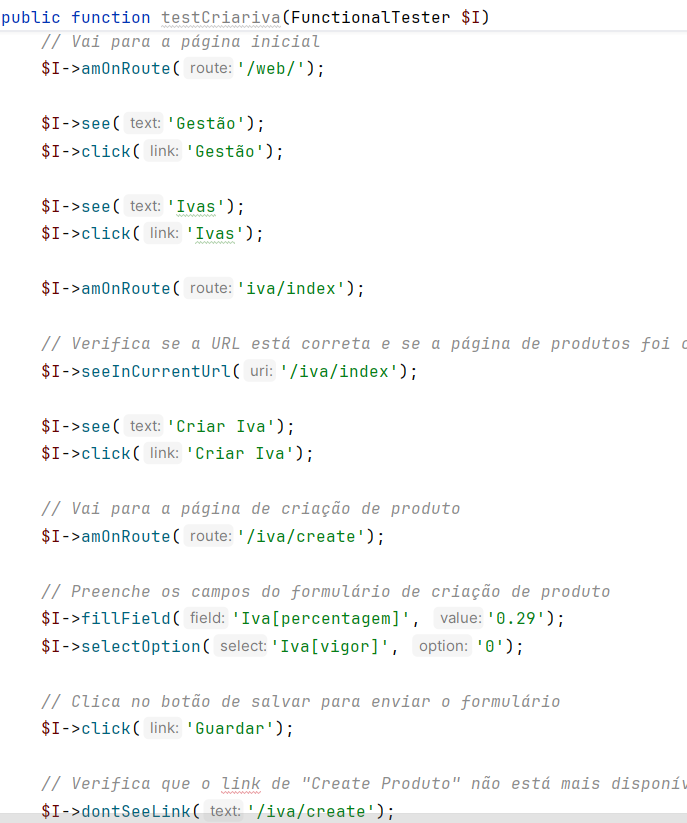 public function testCriariva(FunctionalTester $I)
// Vai para a página inicial
$I->amOnRoute( route: '/web/');
$I->see( text: 'Gestão');
$I->click( link: 'Gestão');
$I->see( text: 'Ivas');
$I->click( link: 'Ivas');
$I->amOnRoute( route: 'iva/index');
// Verifica se a URL está correta e se a página de produtos foi
$I->seeInCurrentUrl( uri: '/iva/index');
$I->see( text: 'Criar Iva');
$I->click( link: 'Criar Iva');
// Vai para a página de criação de produto
$I->amOnRoute( route: '/iva/create');
// Preenche os campos do formulário de criação de produto
$I->fillField( field: 'Iva[percentagem]', value: '0.29');
$I->selectOption( select: 'Iva[vigor]', option: '0');
// Clica no botão de salvar para enviar o formulário
$I->click( link: 'Guardar');
// Verifica que o link de "Create Produto" não está mais disponív
$I->dontSeeLink( text: '/iva/create');